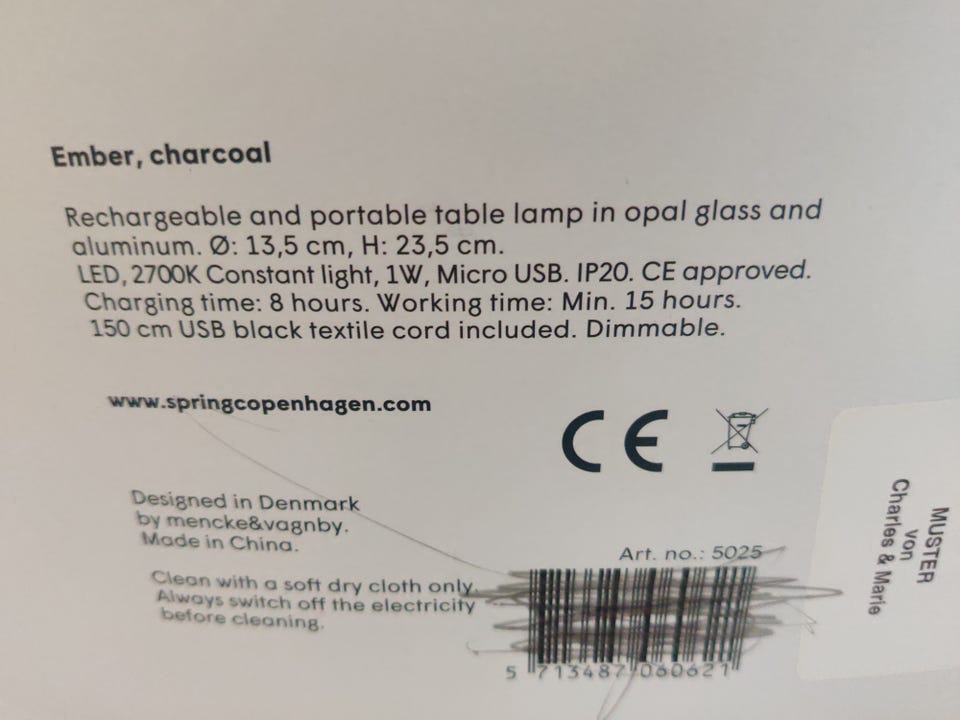 Ember, charcoal
Rechargeable and portable table lamp in opal glass and
aluminum. Ø: 13,5 cm, H: 23,5 cm.
LED, 2700K Constant light, 1W, Micro USB. IP20. CE approved.
Charging time: 8 hours. Working time: Min. 15 hours.
150 cm USB black textile cord included. Dimmable.
www.springcopenhagen.com
CE
Designed in Denmark
by mencke&vagnby.
Made in China.
Clean with a soft dry cloth only.
Always switch off the electricity
before cleaning.
Art. no.: 5025
5 713487 060621
MUSTER
von
Charles & Marie